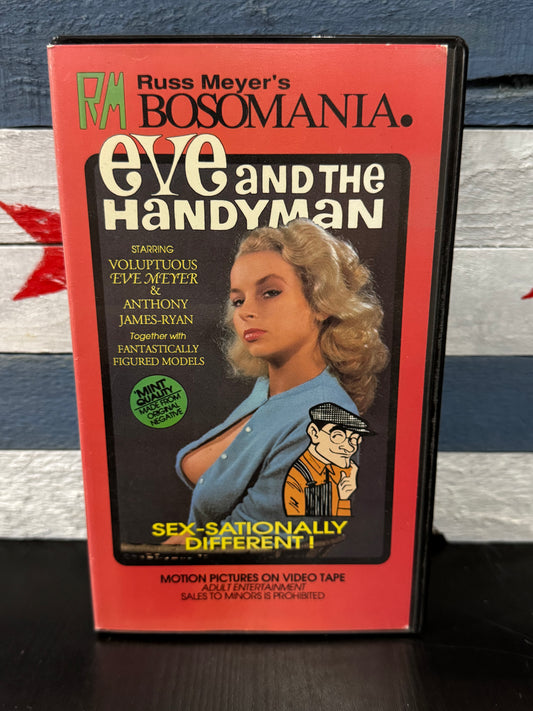 RM Russ Meyer's
BOSOMANIA.
eVe AND THE
HANDYMAN
STARRING
VOLUPTUOUS
EVE MEYER
&
ANTHONY
JAMES-RYAN
Together with
FANTASTICALLY
FIGURED MODELS
"MINT
QUALITY"
MADE FROM
ORIGINAL
NEGATIVE
SEX-SATIONALLY
DIFFERENT!
MOTION PICTURES ON VIDEO TAPE
ADULT ENTERTAINMENT
SALES TO MINORS IS PROHIBITED